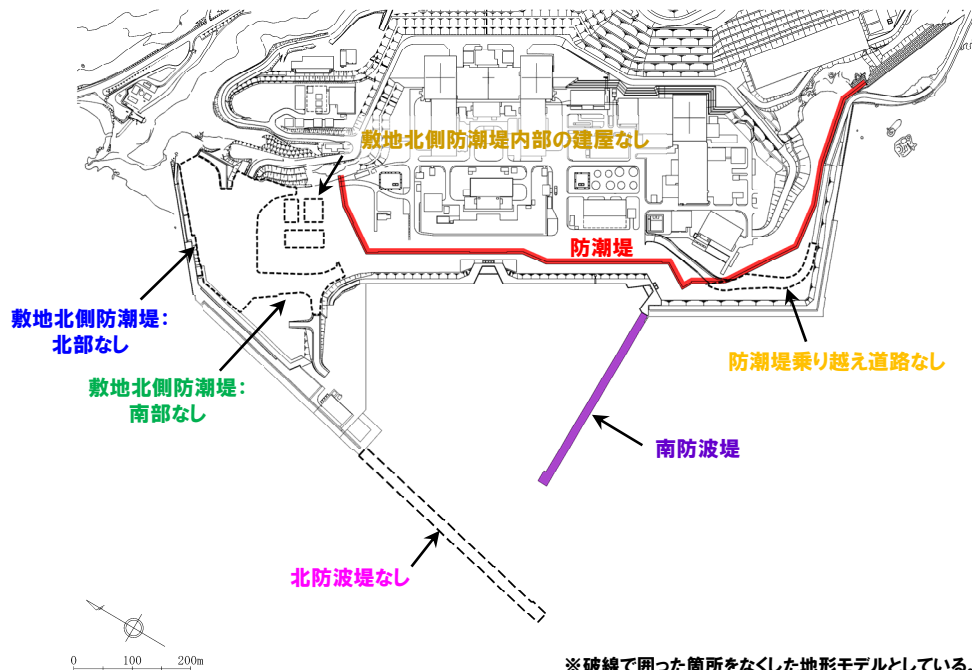 敷地北側防潮堤内部の建屋なし
防潮堤
敷地北側防潮堤：
北部なし
敷地北側防潮堤：
南部なし
防潮堤乗り越え道路なし
南防波堤
北防波堤なし
0 100 200m
※破線で囲った箇所をなくした地形モデルとしている。